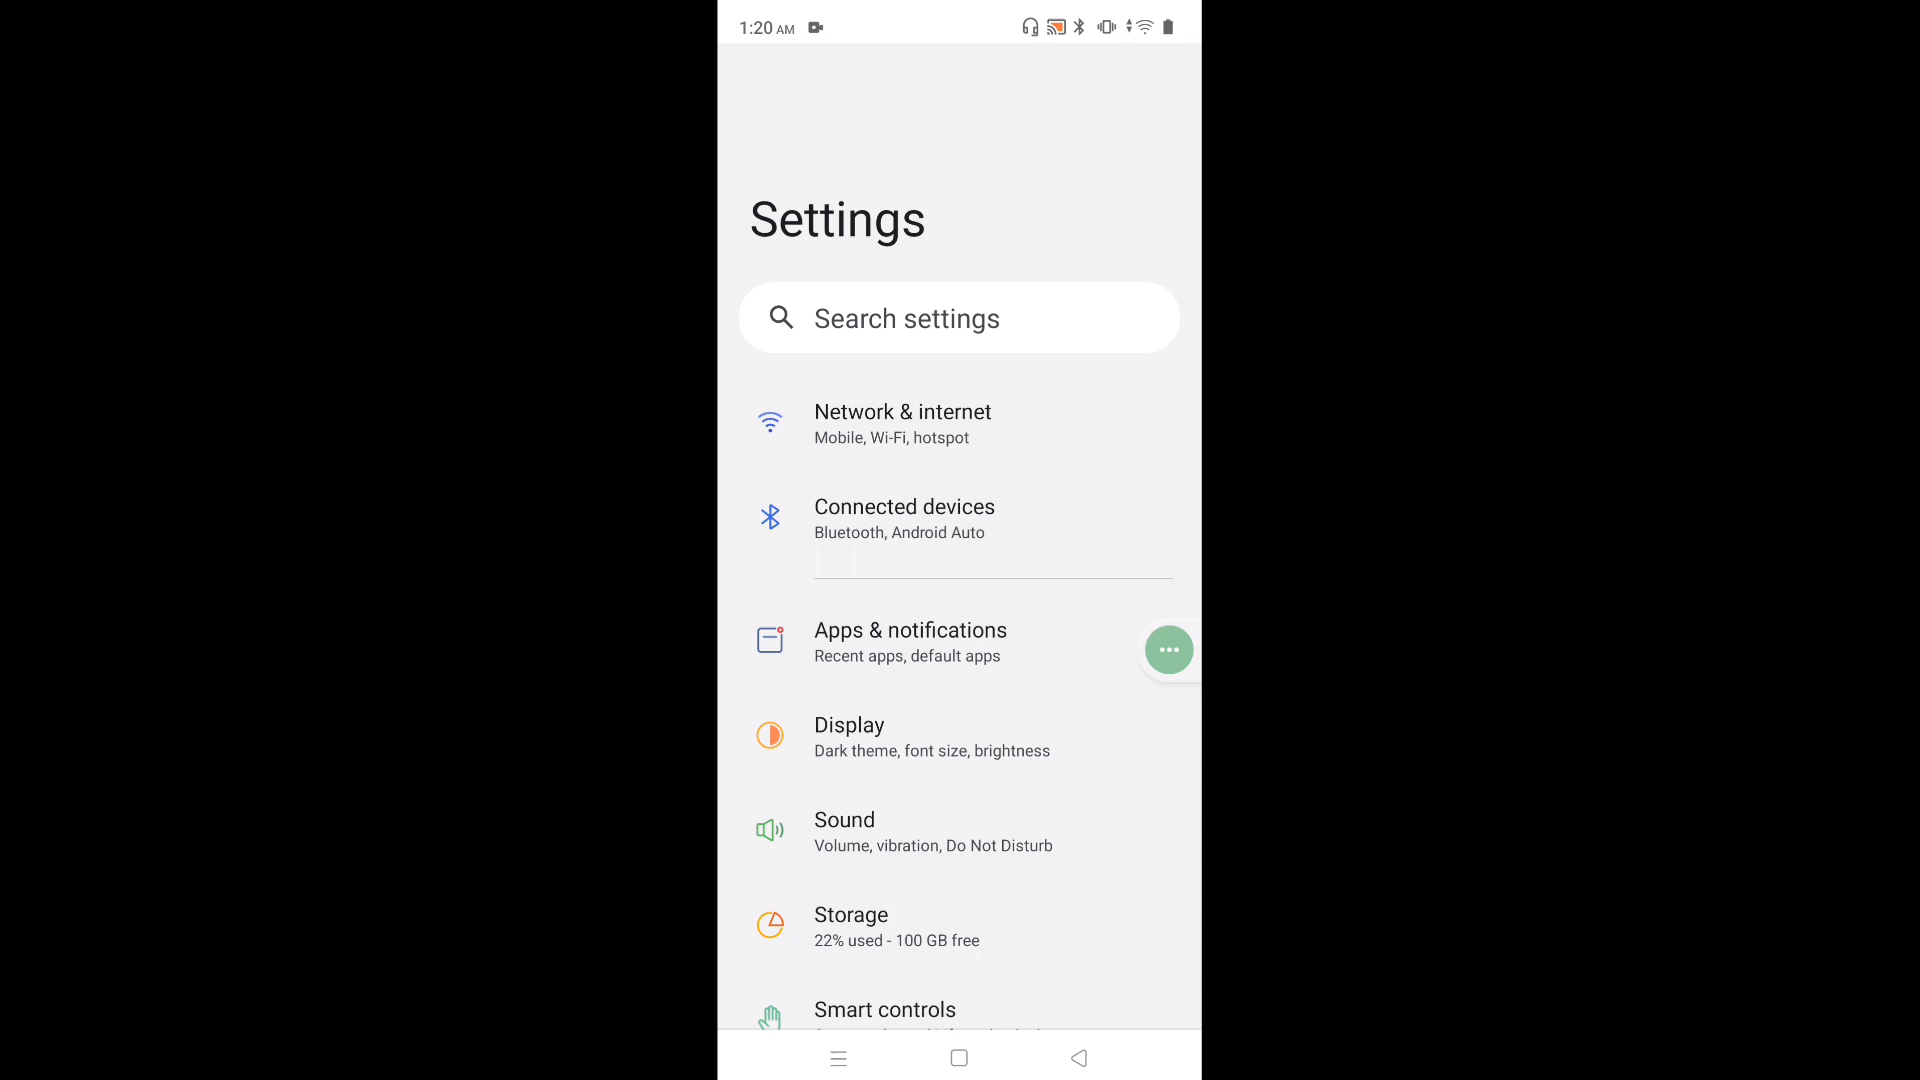 1:20 AM
Settings
Search settings
Network & internet
Mobile, Wi-Fi, hotspot
Connected devices
Bluetooth, Android Auto
Apps & notifications
Recent apps, default apps
Display
Dark theme, font size, brightness
Sound
Volume, vibration, Do Not Disturb
Storage
22% used - 100 GB free
Smart controls